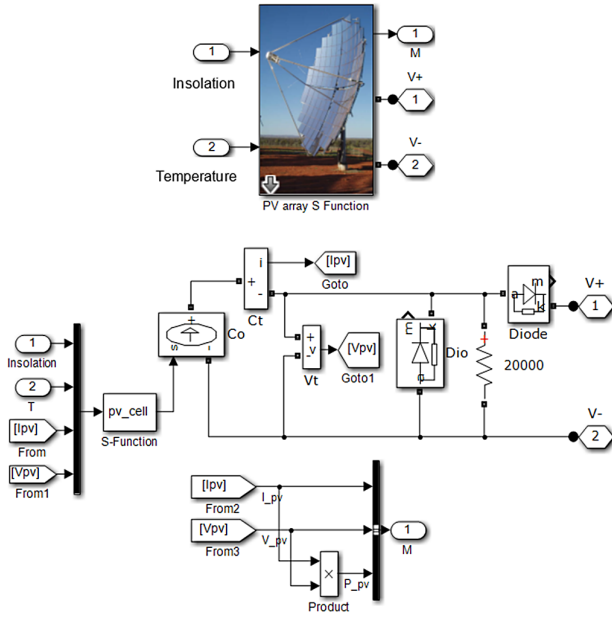 1
Insolation
1
M
V+
1
2
Temperature
V-
2
PV array S Function
i
+
-
Ct
[Ipv]
Goto
+
-
s
Co
+
v
-
Vt
[Vpv]
Goto1
m
k
a
Dio
+
20000
m
a
k
Diode
V+
1
V-
2
1
Insolation
2
T
[Ipv]
From
[Vpv]
From1
pv_cell
S-Function
[Ipv]
From2
I_pv
[Vpv]
From3
V_pv
×
Product
P_pv
1
M